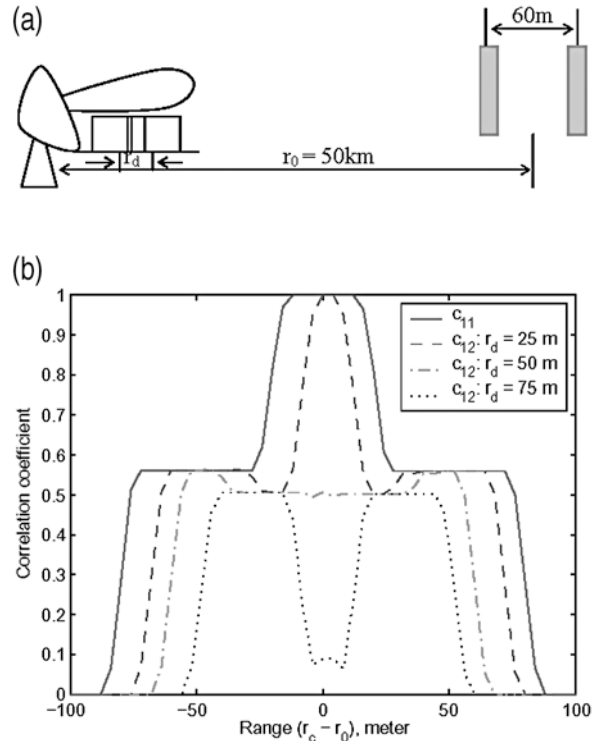 (a)
60m
r_d
r_0 = 50km
(b)
Correlation coefficient
1
0.9
0.8
0.7
0.6
0.5
0.4
0.3
0.2
0.1
0
c_11
c_12: r_d = 25 m
c_12: r_d = 50 m
c_12: r_d = 75 m
−100
−50
0
50
100
Range (r_c − r_0), meter